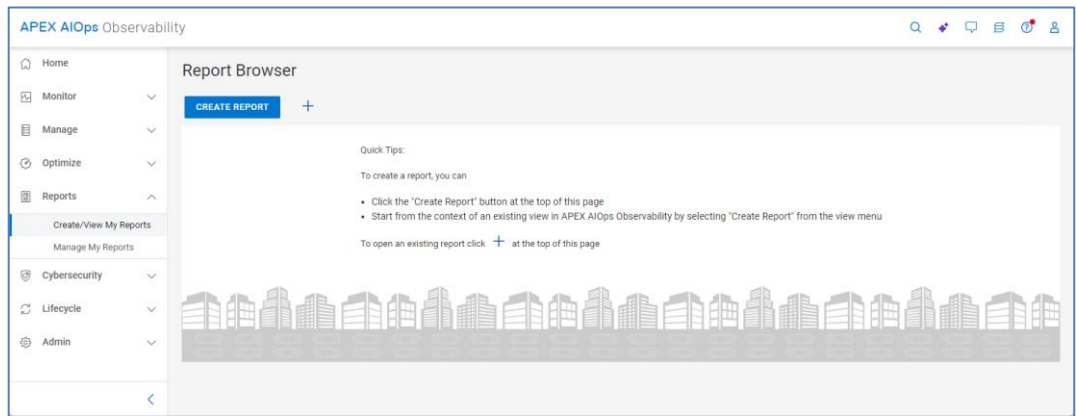 APEX AIOps Observability
Home
Monitor
Manage
Optimize
Reports
Create/View My Reports
Manage My Reports
Cybersecurity
Lifecycle
Admin
Report Browser
CREATE REPORT
Quick Tips:
To create a report, you can
• Click the "Create Report" button at the top of this page
• Start from the context of an existing view in APEX AIOps Observability by selecting "Create Report" from the view menu
To open an existing report click + at the top of this page